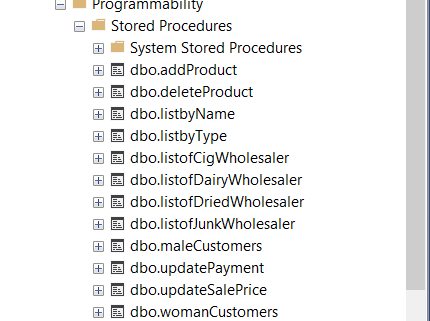 Programmability
Stored Procedures
System Stored Procedures
dbo.addProduct
dbo.deleteProduct
dbo.listbyName
dbo.listbyType
dbo.listofCigWholesaler
dbo.listofDairyWholesaler
dbo.listofDriedWholesaler
dbo.listofJunkWholesaler
dbo.maleCustomers
dbo.updatePayment
dbo.updateSalePrice
dbo.womanCustomers